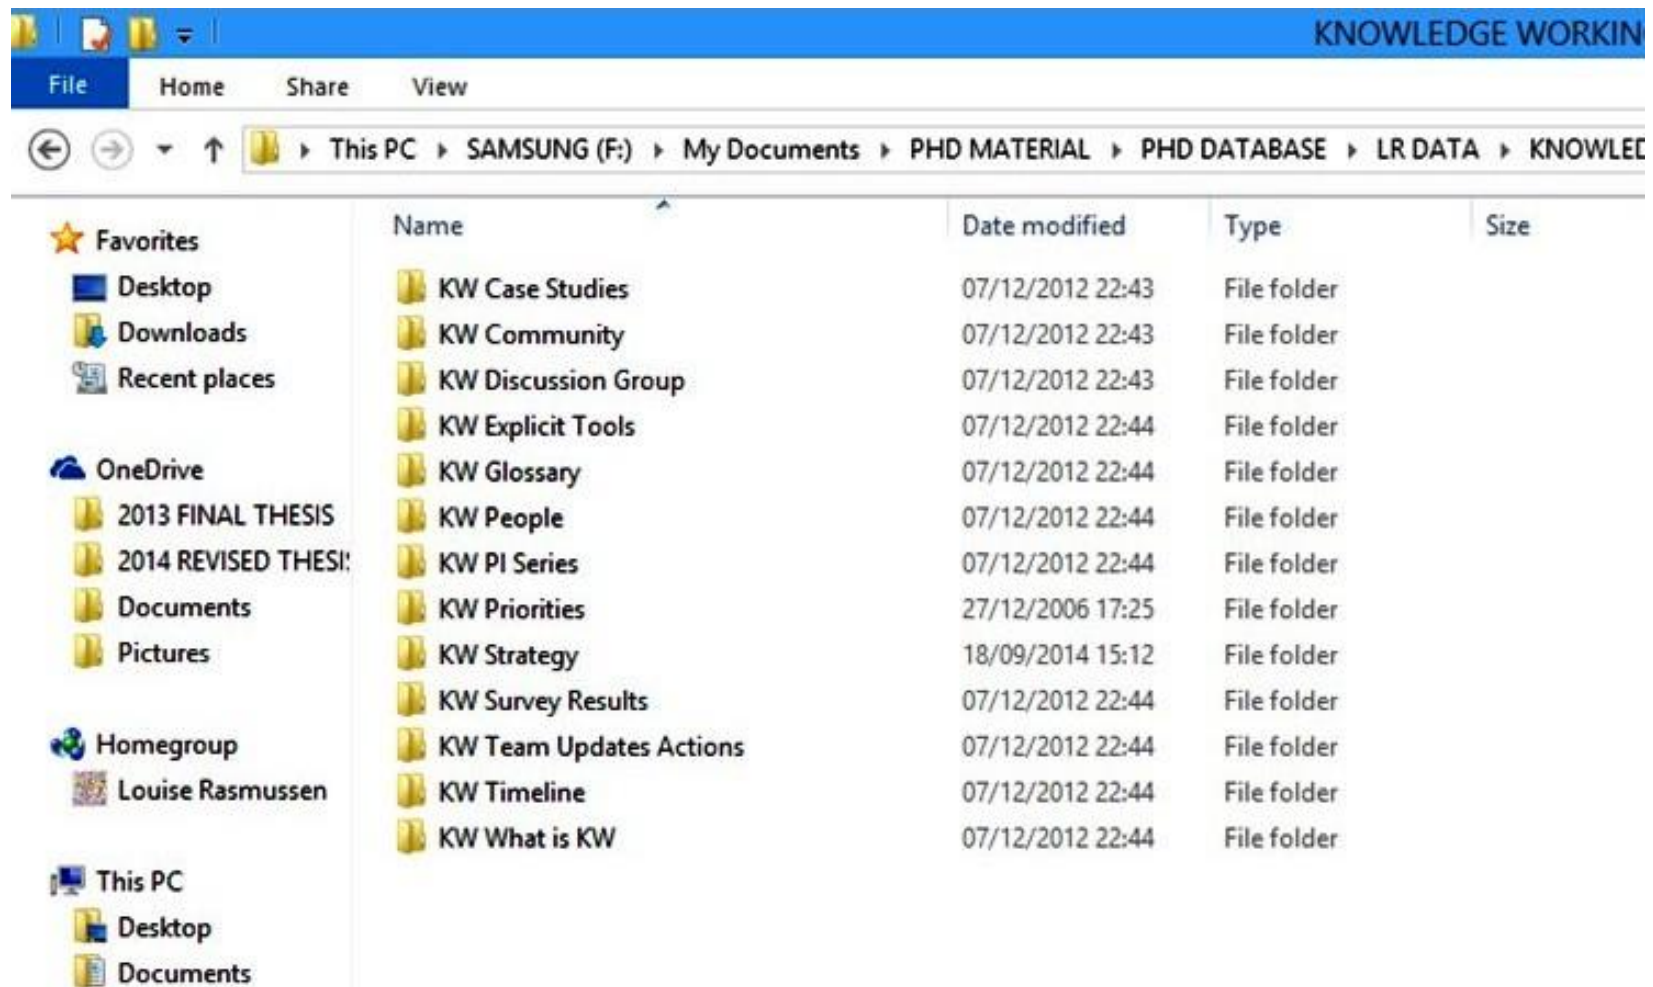 KNOWLEDGE WORKIN
File Home Share View
This PC SAMSUNG (F:) My Documents PHD MATERIAL PHD DATABASE LR DATA KNOWLED
Name Date modified Type Size
Favorites
Desktop
Downloads
Recent places
OneDrive
2013 FINAL THESIS
2014 REVISED THESI
Documents
Pictures
Homegroup
Louise Rasmussen
This PC
Desktop
Documents
KW Case Studies 07/12/2012 22:43 File folder
KW Community 07/12/2012 22:43 File folder
KW Discussion Group 07/12/2012 22:43 File folder
KW Explicit Tools 07/12/2012 22:44 File folder
KW Glossary 07/12/2012 22:44 File folder
KW People 07/12/2012 22:44 File folder
KW PI Series 07/12/2012 22:44 File folder
KW Priorities 27/12/2006 17:25 File folder
KW Strategy 18/09/2014 15:12 File folder
KW Survey Results 07/12/2012 22:44 File folder
KW Team Updates Actions 07/12/2012 22:44 File folder
KW Timeline 07/12/2012 22:44 File folder
KW What is KW 07/12/2012 22:44 File folder